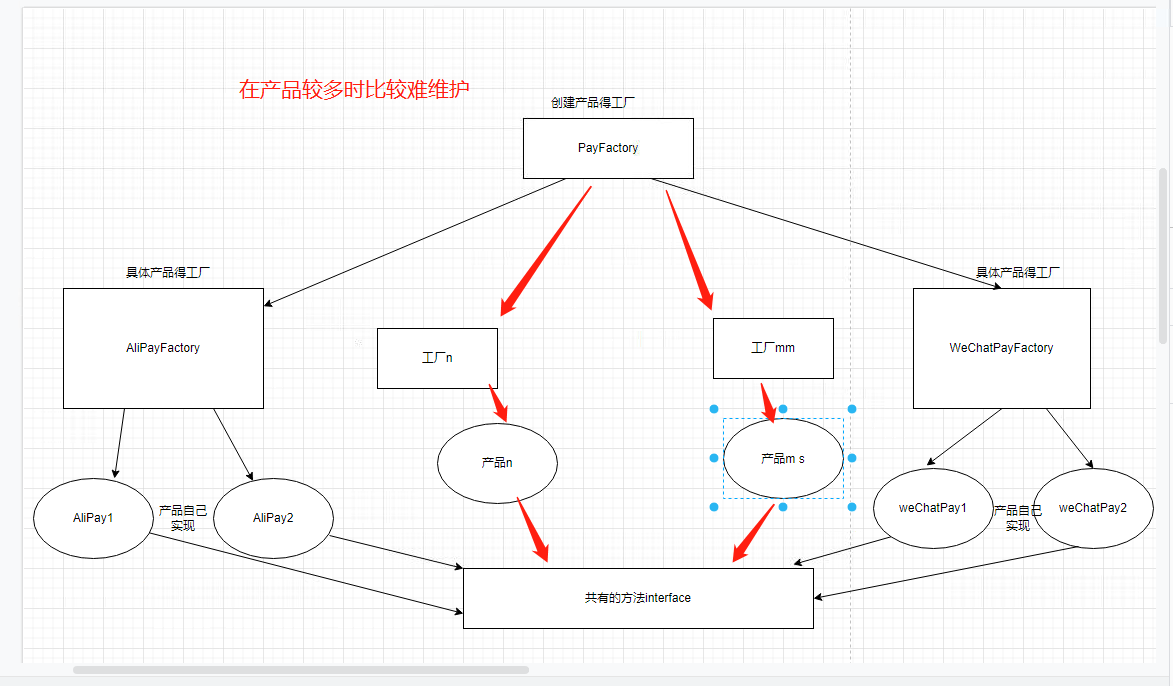 在产品较多时比较难维护
创建产品得工厂
PayFactory
具体产品得工厂
具体产品得工厂
AliPayFactory
工厂n
工厂mm
WeChatPayFactory
产品n
产品m s
AliPay1
产品自己
实现
AliPay2
weChatPay1
产品自己
实现
weChatPay2
共有的方法interface